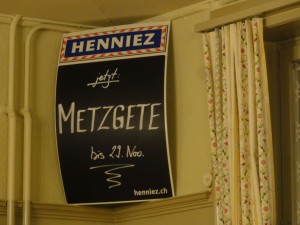 HENNIEZ
jetzt:
METZGETE
bis 29. Nov.
henniez.ch